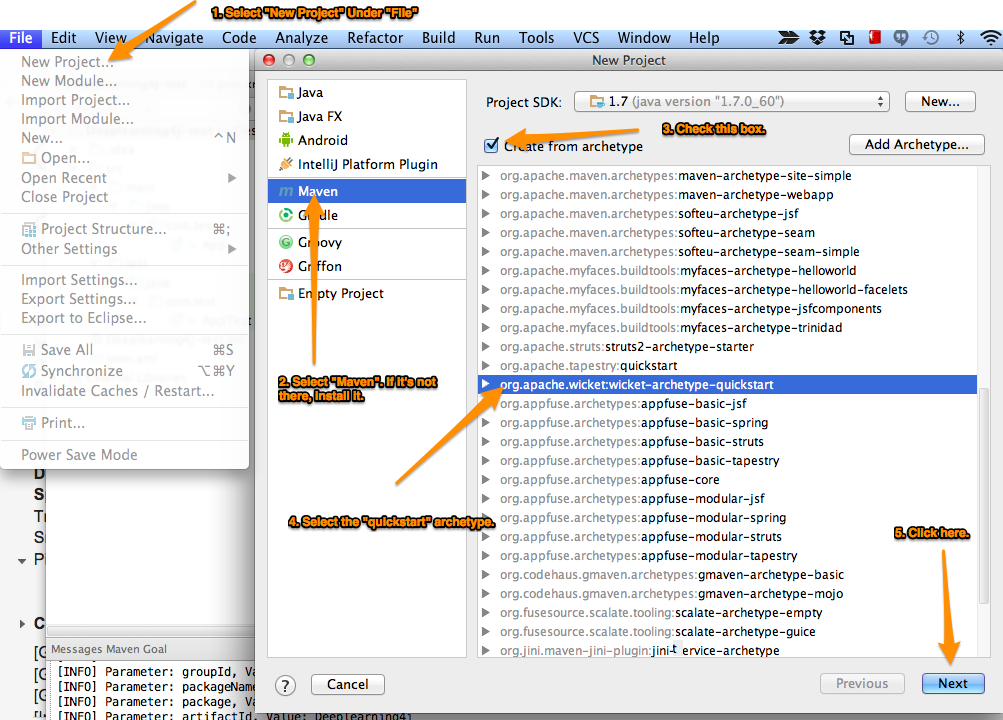 1. Select "New Project" Under "File"
File Edit View Navigate Code Analyze Refactor Build Run Tools VCS Window Help
New Project...
New Module...
Import Project...
Import Module...
New... ^ N
Open...
Open Recent
Close Project
Project Structure... ⌘;
Other Settings
Import Settings...
Export Settings...
Export to Eclipse...
Save All ⌘S
Synchronize ⌥⌘Y
Invalidate Caches / Restart...
Print...
Power Save Mode
New Project
Java
Java FX
Android
IntelliJ Platform Plugin
Maven
Gradle
Groovy
Griffon
Empty Project
2. Select "Maven". If it's not
there, install it.
Project SDK: 1.7 (java version "1.7.0_60") New...
3. Check this box.
Create from archetype Add Archetype...
org.apache.maven.archetypes:maven-archetype-site-simple
org.apache.maven.archetypes:maven-archetype-webapp
org.apache.maven.archetypes:softeu-archetype-jsf
org.apache.maven.archetypes:softeu-archetype-seam
org.apache.maven.archetypes:softeu-archetype-seam-simple
org.apache.myfaces.buildtools:myfaces-archetype-helloworld
org.apache.myfaces.buildtools:myfaces-archetype-helloworld-facelets
org.apache.myfaces.buildtools:myfaces-archetype-jsfcomponents
org.apache.myfaces.buildtools:myfaces-archetype-trinidad
org.apache.struts:struts2-archetype-starter
org.apache.tapestry:quickstart
org.apache.wicket:wicket-archetype-quickstart
org.appfuse.archetypes:appfuse-basic-jsf
org.appfuse.archetypes:appfuse-basic-spring
org.appfuse.archetypes:appfuse-basic-struts
org.appfuse.archetypes:appfuse-basic-tapestry
org.appfuse.archetypes:appfuse-core
org.appfuse.archetypes:appfuse-modular-jsf
org.appfuse.archetypes:appfuse-modular-spring
org.appfuse.archetypes:appfuse-modular-struts
org.appfuse.archetypes:appfuse-modular-tapestry
org.codehaus.gmaven.archetypes:gmaven-archetype-basic
org.codehaus.gmaven.archetypes:gmaven-archetype-mojo
org.fusesource.scalate.tooling:scalate-archetype-empty
org.fusesource.scalate.tooling:scalate-archetype-guice
org.jini.maven-jini-plugin:jini-ervice-archetype
4. Select the "quickstart" archetype.
5. Click here.
? Cancel Previous Next
Messages Maven Goal
[INFO] Parameter: groupId, Va
[INFO] Parameter: packageName
[INFO] Parameter: package, Va
[INFO] Parameter: artifactId, Value: Deeplearning4j